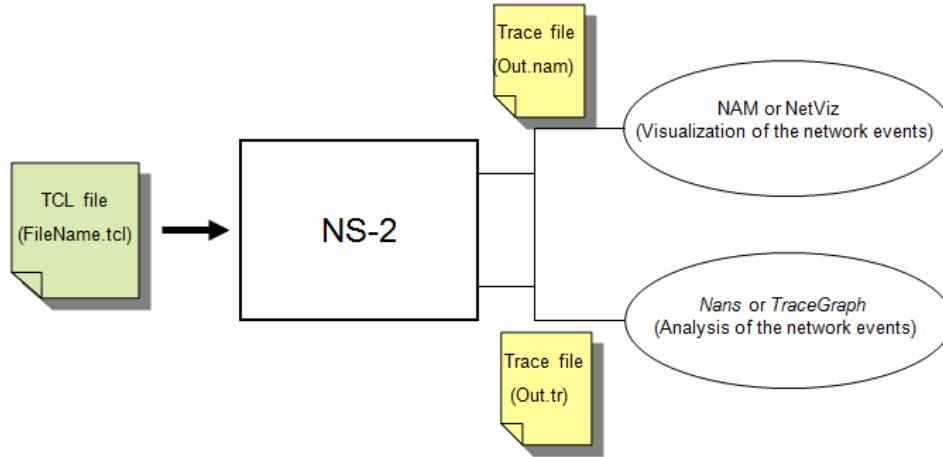 Trace file
(Out.nam)
NAM or NetViz
(Visualization of the network events)
TCL file
(FileName.tcl)
NS-2
Nans or TraceGraph
(Analysis of the network events)
Trace file
(Out.tr)